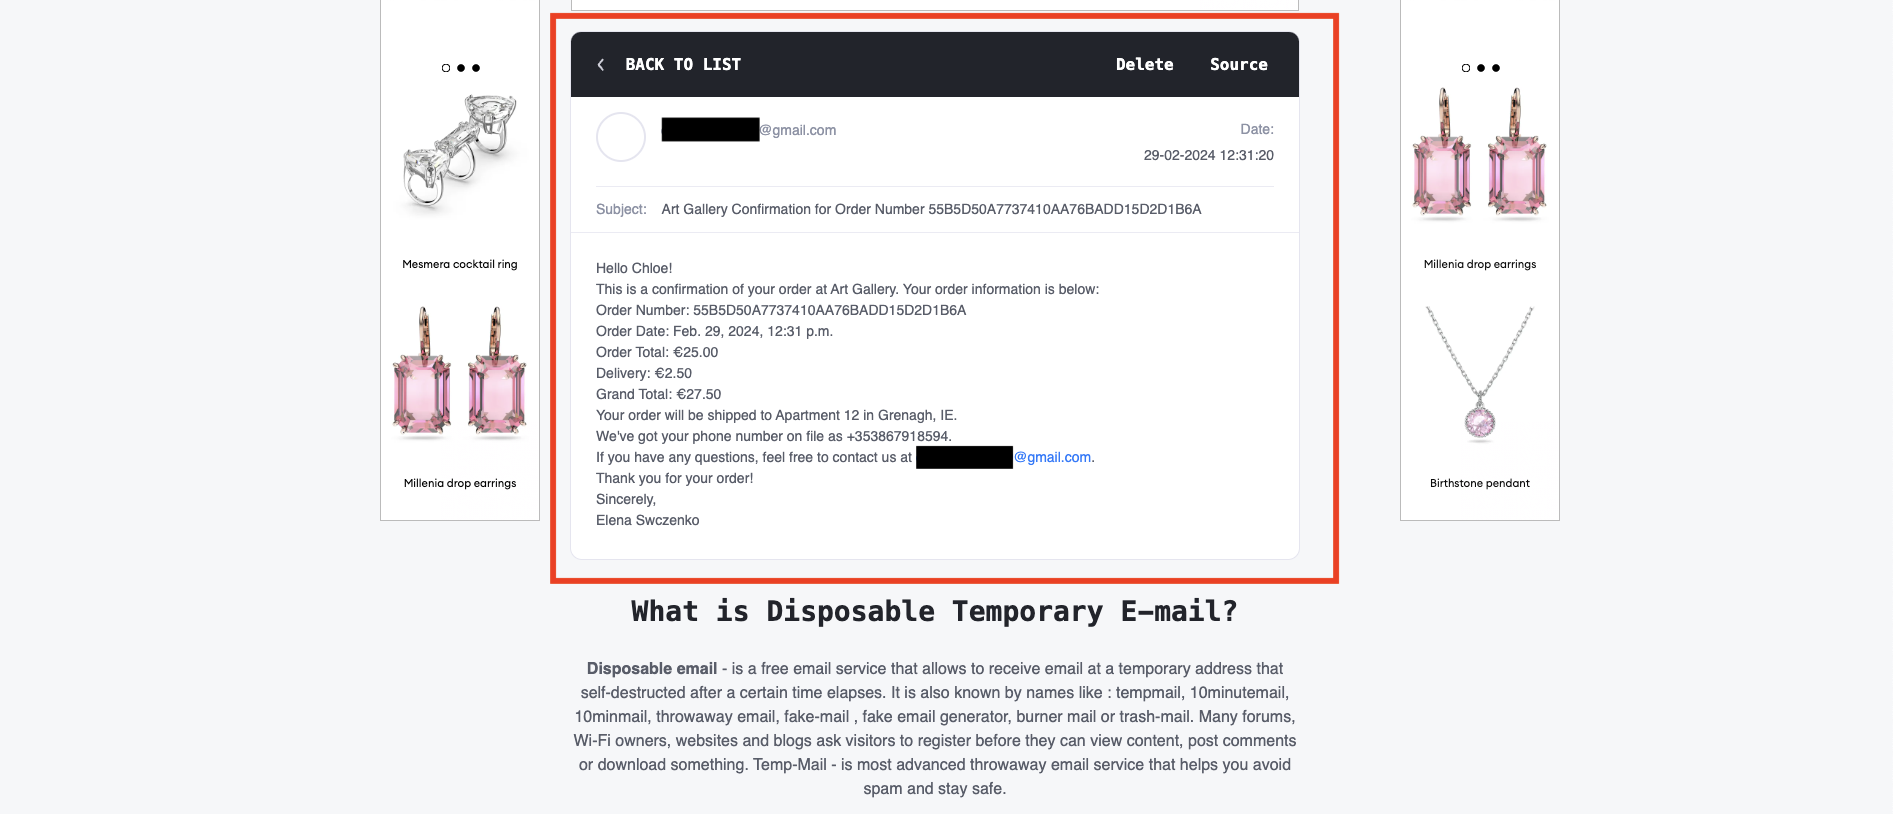 BACK TO LIST
Delete
Source
@gmail.com
Date:
29-02-2024 12:31:20
Subject: Art Gallery Confirmation for Order Number 55B5D50A7737410AA76BADD15D2D1B6A
Hello Chloe!
This is a confirmation of your order at Art Gallery. Your order information is below:
Order Number: 55B5D50A7737410AA76BADD15D2D1B6A
Order Date: Feb. 29, 2024, 12:31 p.m.
Order Total: €25.00
Delivery: €2.50
Grand Total: €27.50
Your order will be shipped to Apartment 12 in Grenagh, IE.
We've got your phone number on file as +353867918594.
If you have any questions, feel free to contact us at @gmail.com.
Thank you for your order!
Sincerely,
Elena Swczenko
Mesmera cocktail ring
Millenia drop earrings
Millenia drop earrings
Birthstone pendant
What is Disposable Temporary E-mail?
Disposable email - is a free email service that allows to receive email at a temporary address that
self-destructed after a certain time elapses. It is also known by names like : tempmail, 10minutemail,
10minmail, throwaway email, fake-mail , fake email generator, burner mail or trash-mail. Many forums,
Wi-Fi owners, websites and blogs ask visitors to register before they can view content, post comments
or download something. Temp-Mail - is most advanced throwaway email service that helps you avoid
spam and stay safe.